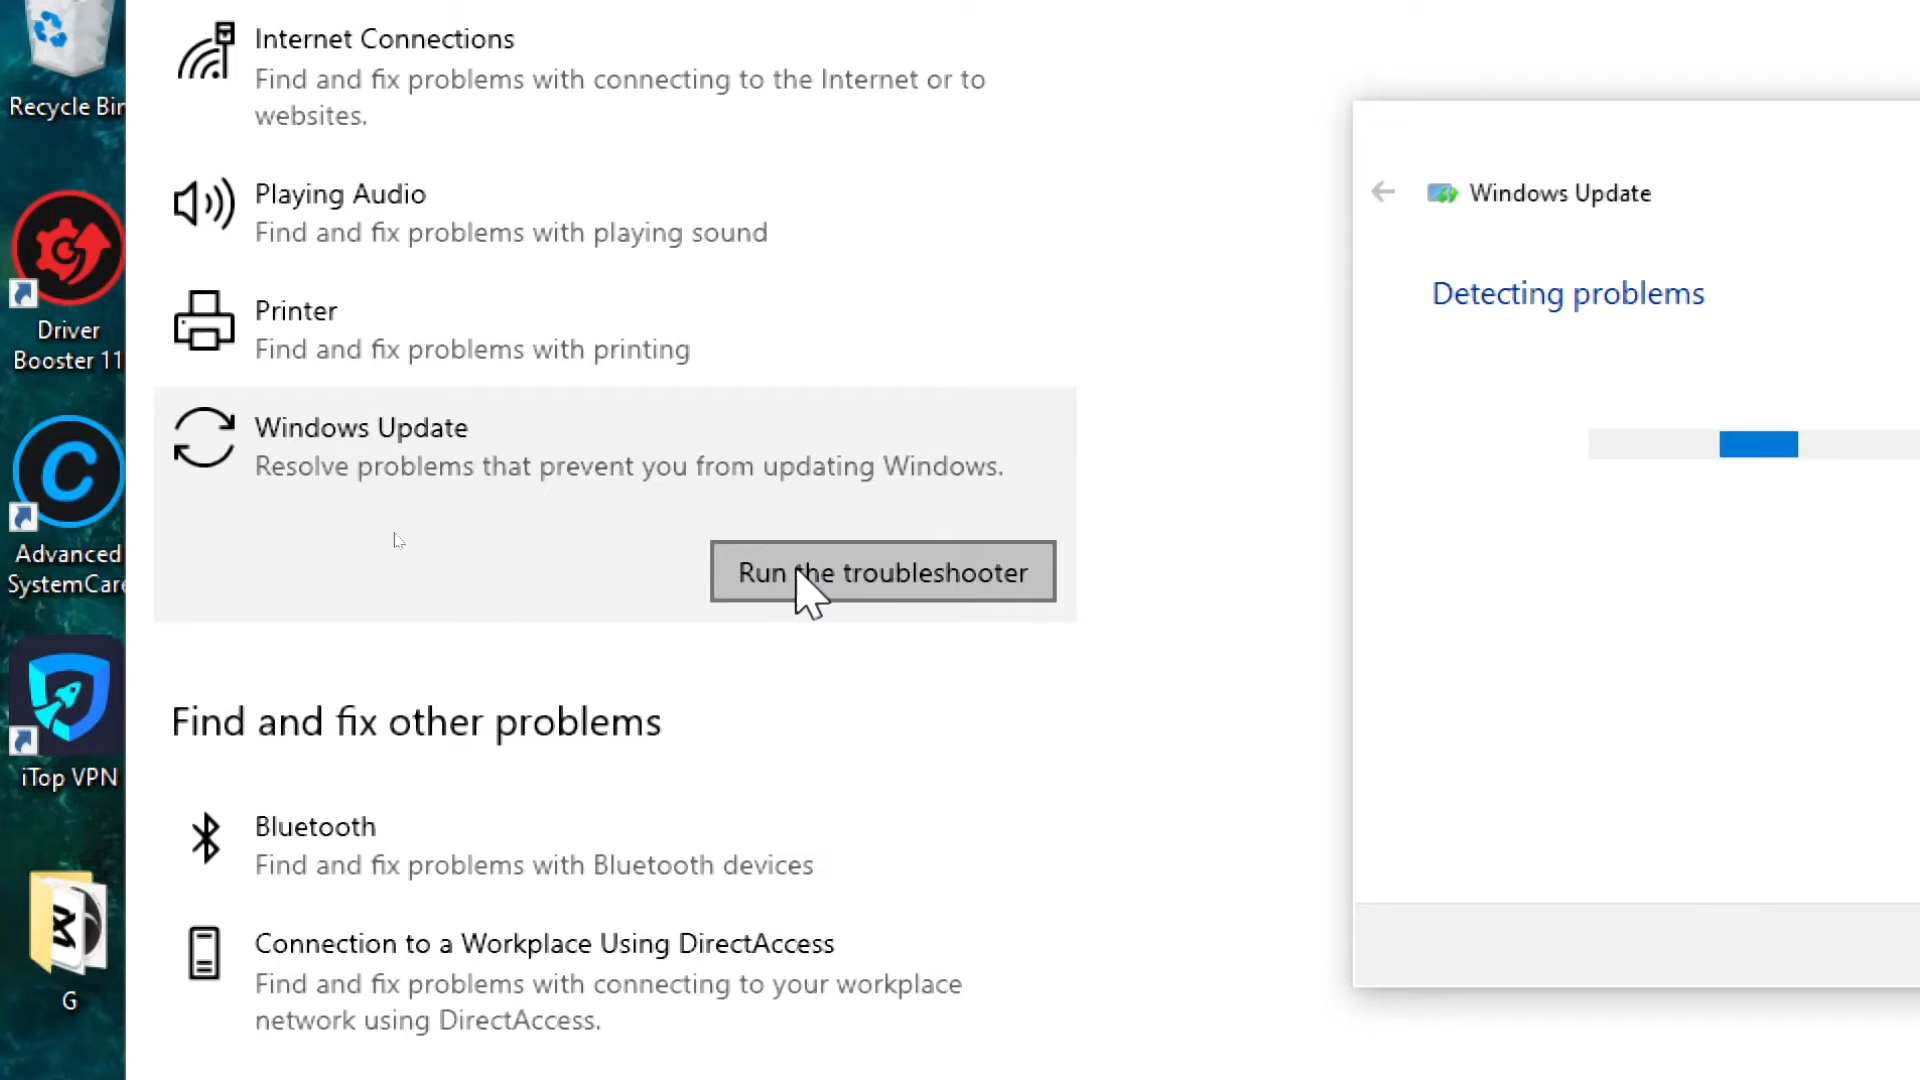 Recycle Bin
Driver
Booster 11
Advanced
SystemCare
iTop VPN
G
Internet Connections
Find and fix problems with connecting to the Internet or to
websites.
Playing Audio
Find and fix problems with playing sound
Printer
Find and fix problems with printing
Windows Update
Resolve problems that prevent you from updating Windows.
Run the troubleshooter
Find and fix other problems
Bluetooth
Find and fix problems with Bluetooth devices
Connection to a Workplace Using DirectAccess
Find and fix problems with connecting to your workplace
network using DirectAccess.
Windows Update
Detecting problems